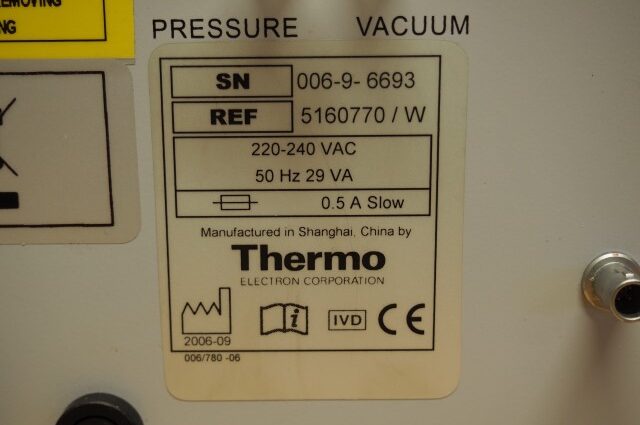 REMOVING
NG
PRESSURE VACUUM
SN 006-9- 6693
REF 5160770 / W
220-240 VAC
50 Hz 29 VA
0.5 A Slow
Manufactured in Shanghai, China by
Thermo
ELECTRON CORPORATION
i IVD CE
2006-09
006/780 -06